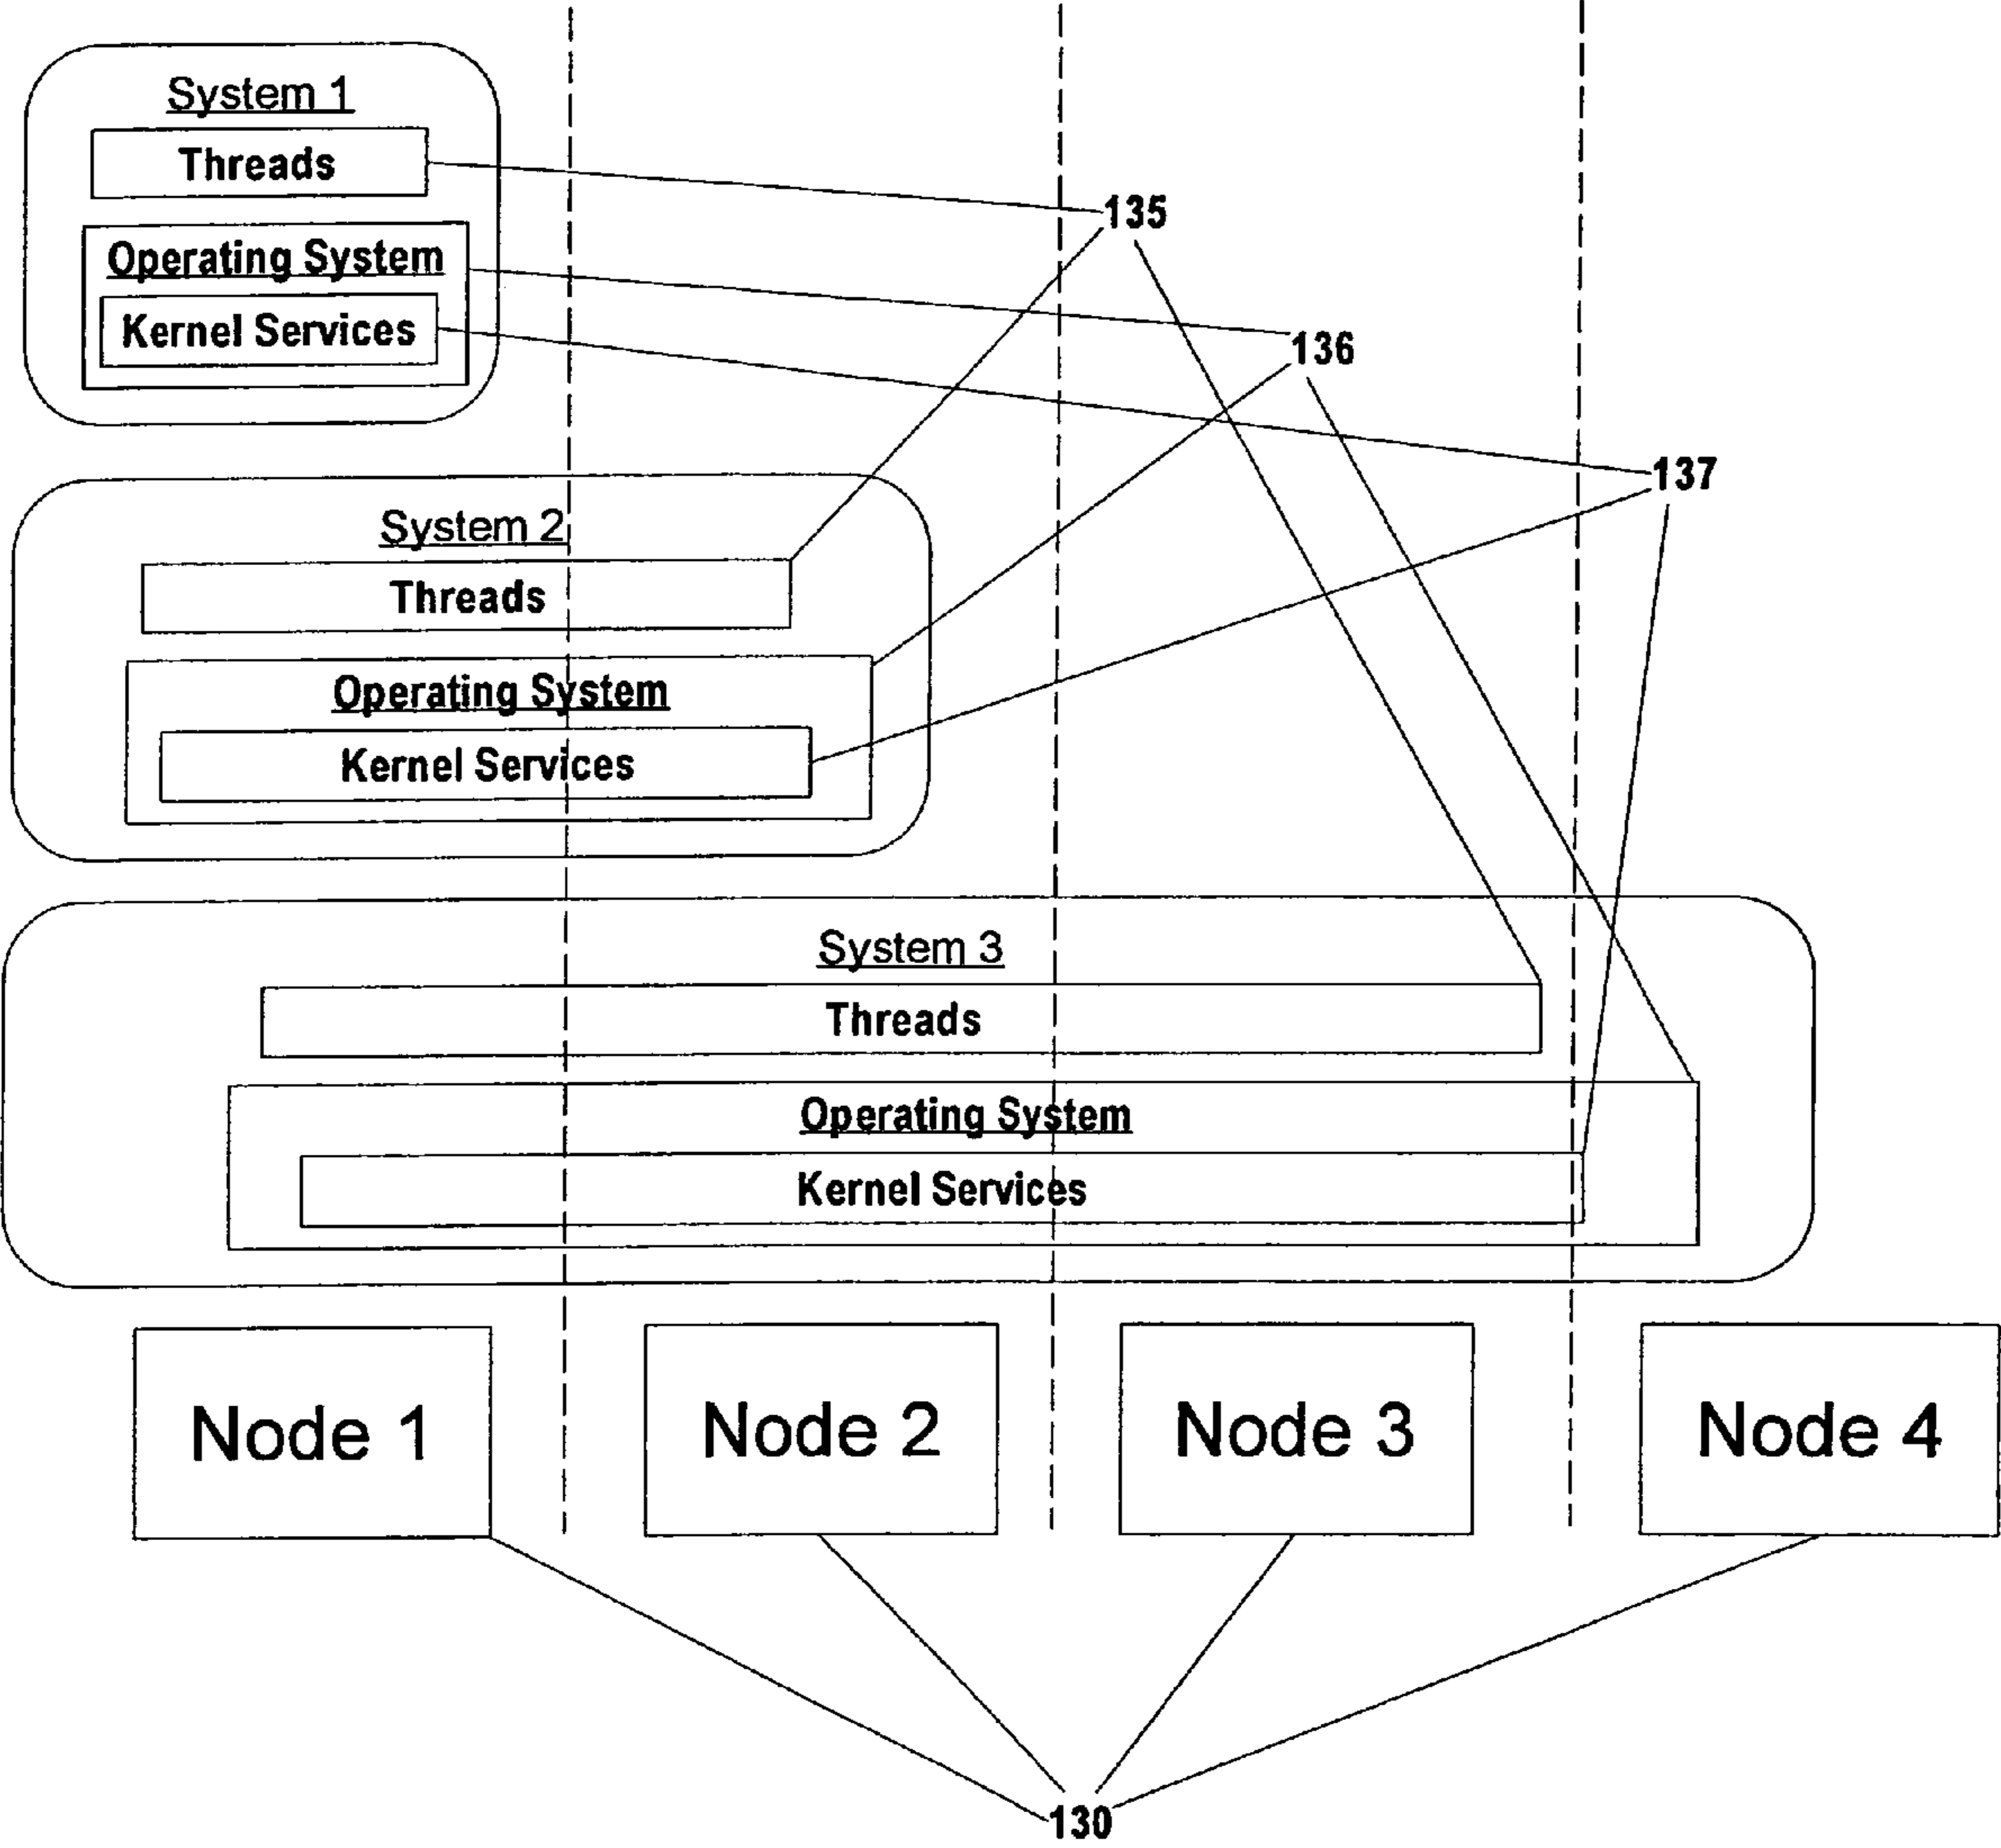 System 1
Threads
135
Operating System
Kernel Services
136
137
System 2
Threads
Operating System
Kernel Services
System 3
Threads
Operating System
Kernel Services
Node 1
Node 2
Node 3
Node 4
130